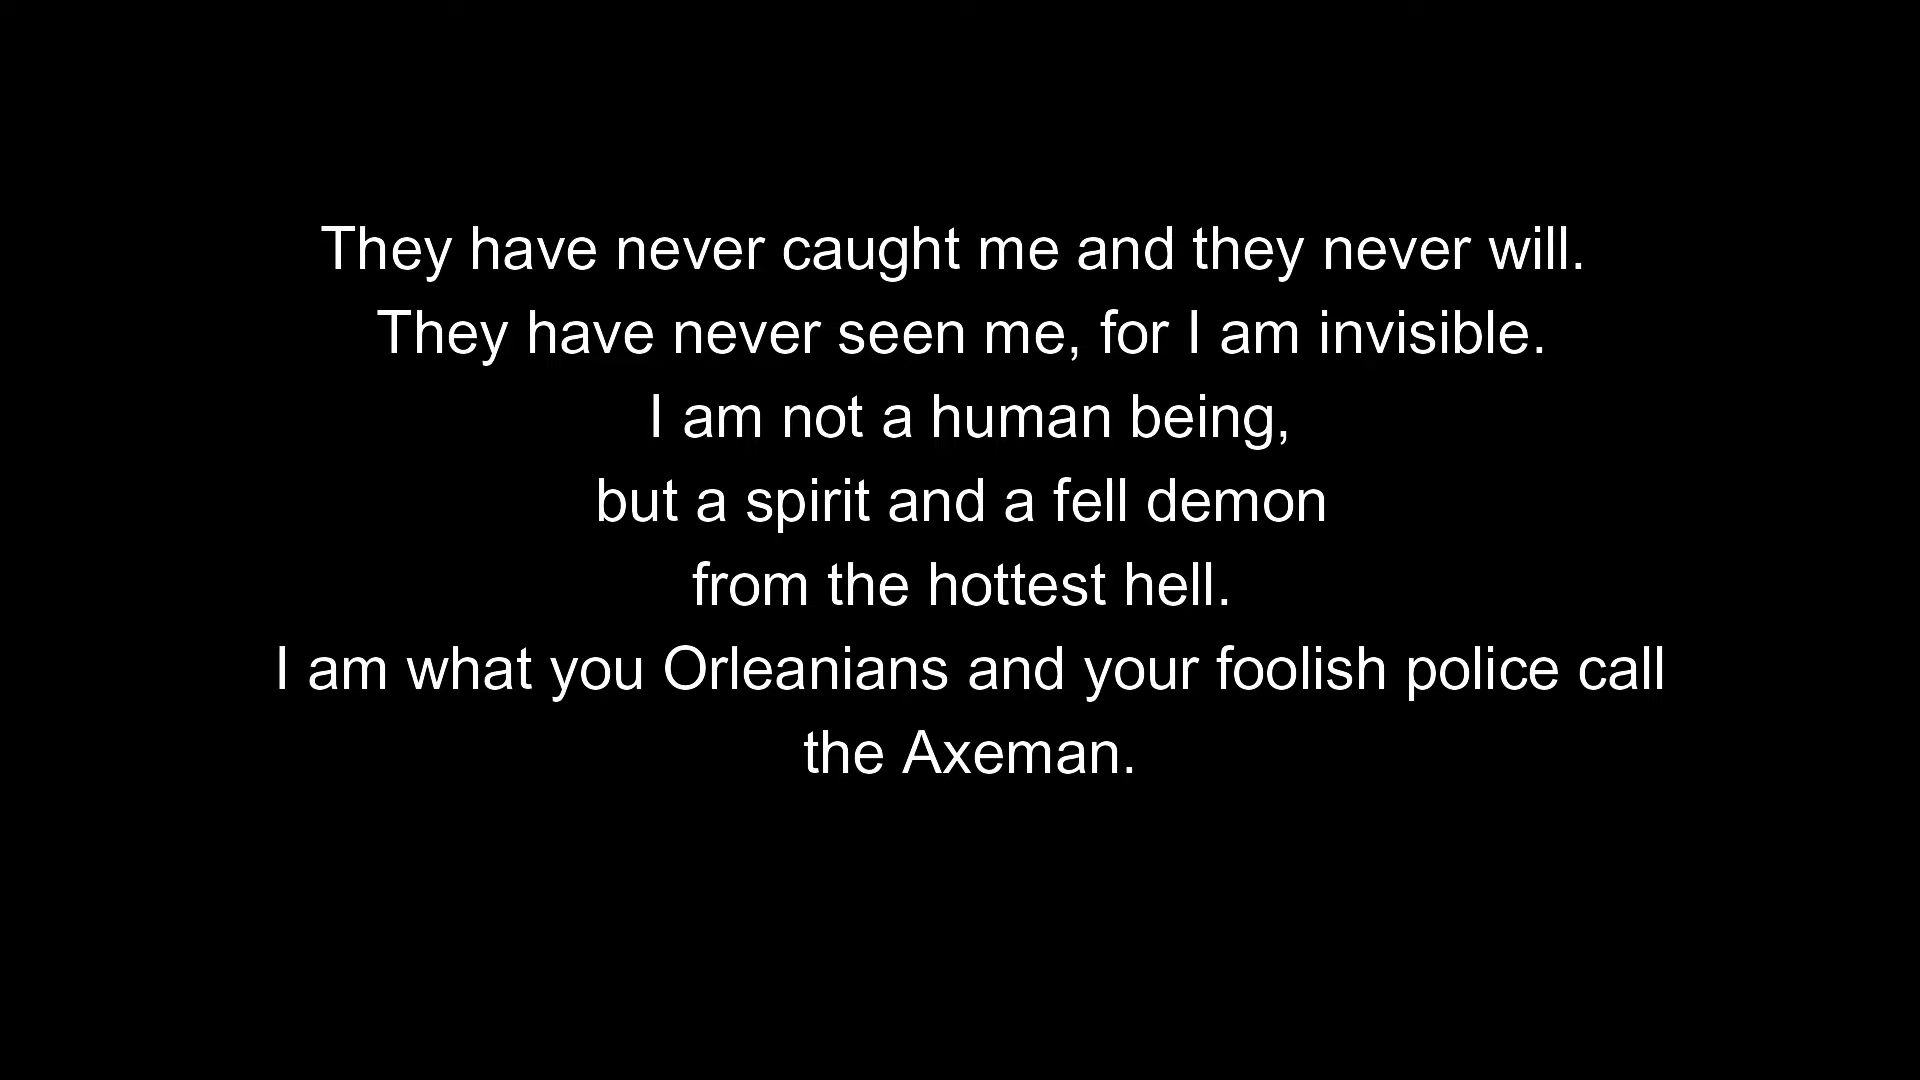 They have never caught me and they never will.
They have never seen me, for I am invisible.
I am not a human being,
but a spirit and a fell demon
from the hottest hell.
I am what you Orleanians and your foolish police call
the Axeman.